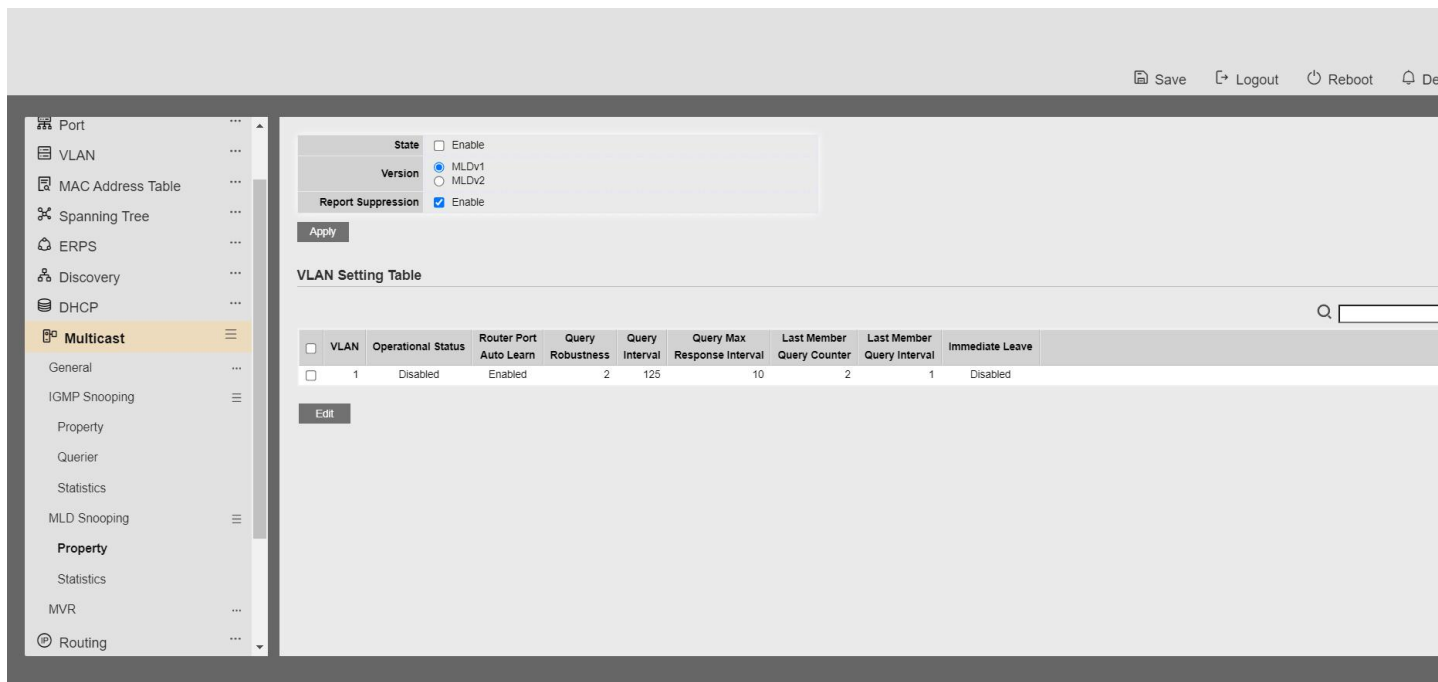 Save Logout Reboot De
Port
VLAN
MAC Address Table
Spanning Tree
ERPS
Discovery
DHCP
Multicast
General
IGMP Snooping
Property
Querier
Statistics
MLD Snooping
Property
Statistics
MVR
Routing
State Enable
Version MLDv1
MLDv2
Report Suppression Enable
Apply
VLAN Setting Table
VLAN Operational Status Router Port Auto Learn Query Robustness Query Interval Query Max Response Interval Last Member Query Counter Last Member Query Interval Immediate Leave
1 Disabled Enabled 2 125 10 2 1 Disabled
Edit